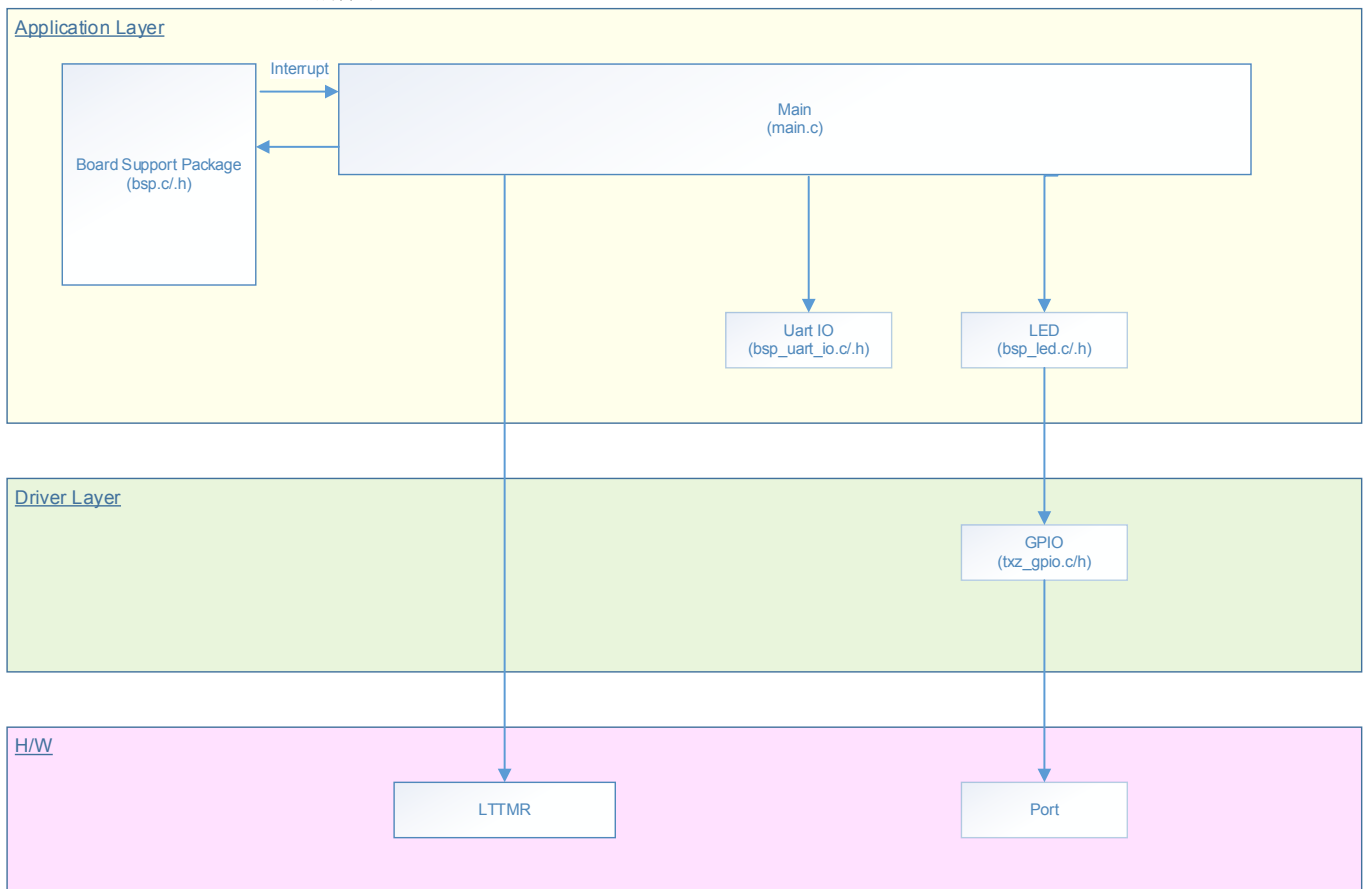 Application Layer
Interrupt
Main
(main.c)
Board Support Package
(bsp.c/.h)
Uart IO
(bsp_uart_io.c/.h)
LED
(bsp_led.c/.h)
Driver Layer
GPIO
(txz_gpio.c/h)
H/W
LTTMR
Port